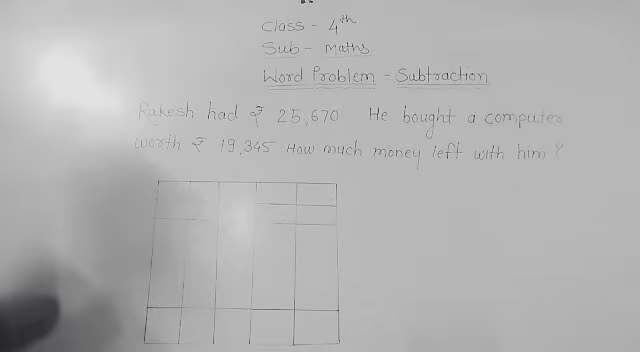 Class - 4th
Sub - Maths
Word Problem - Subtraction
Rakesh had ₹ 25,670 He bought a computer
worth ₹ 19,345 How much money left with him ?